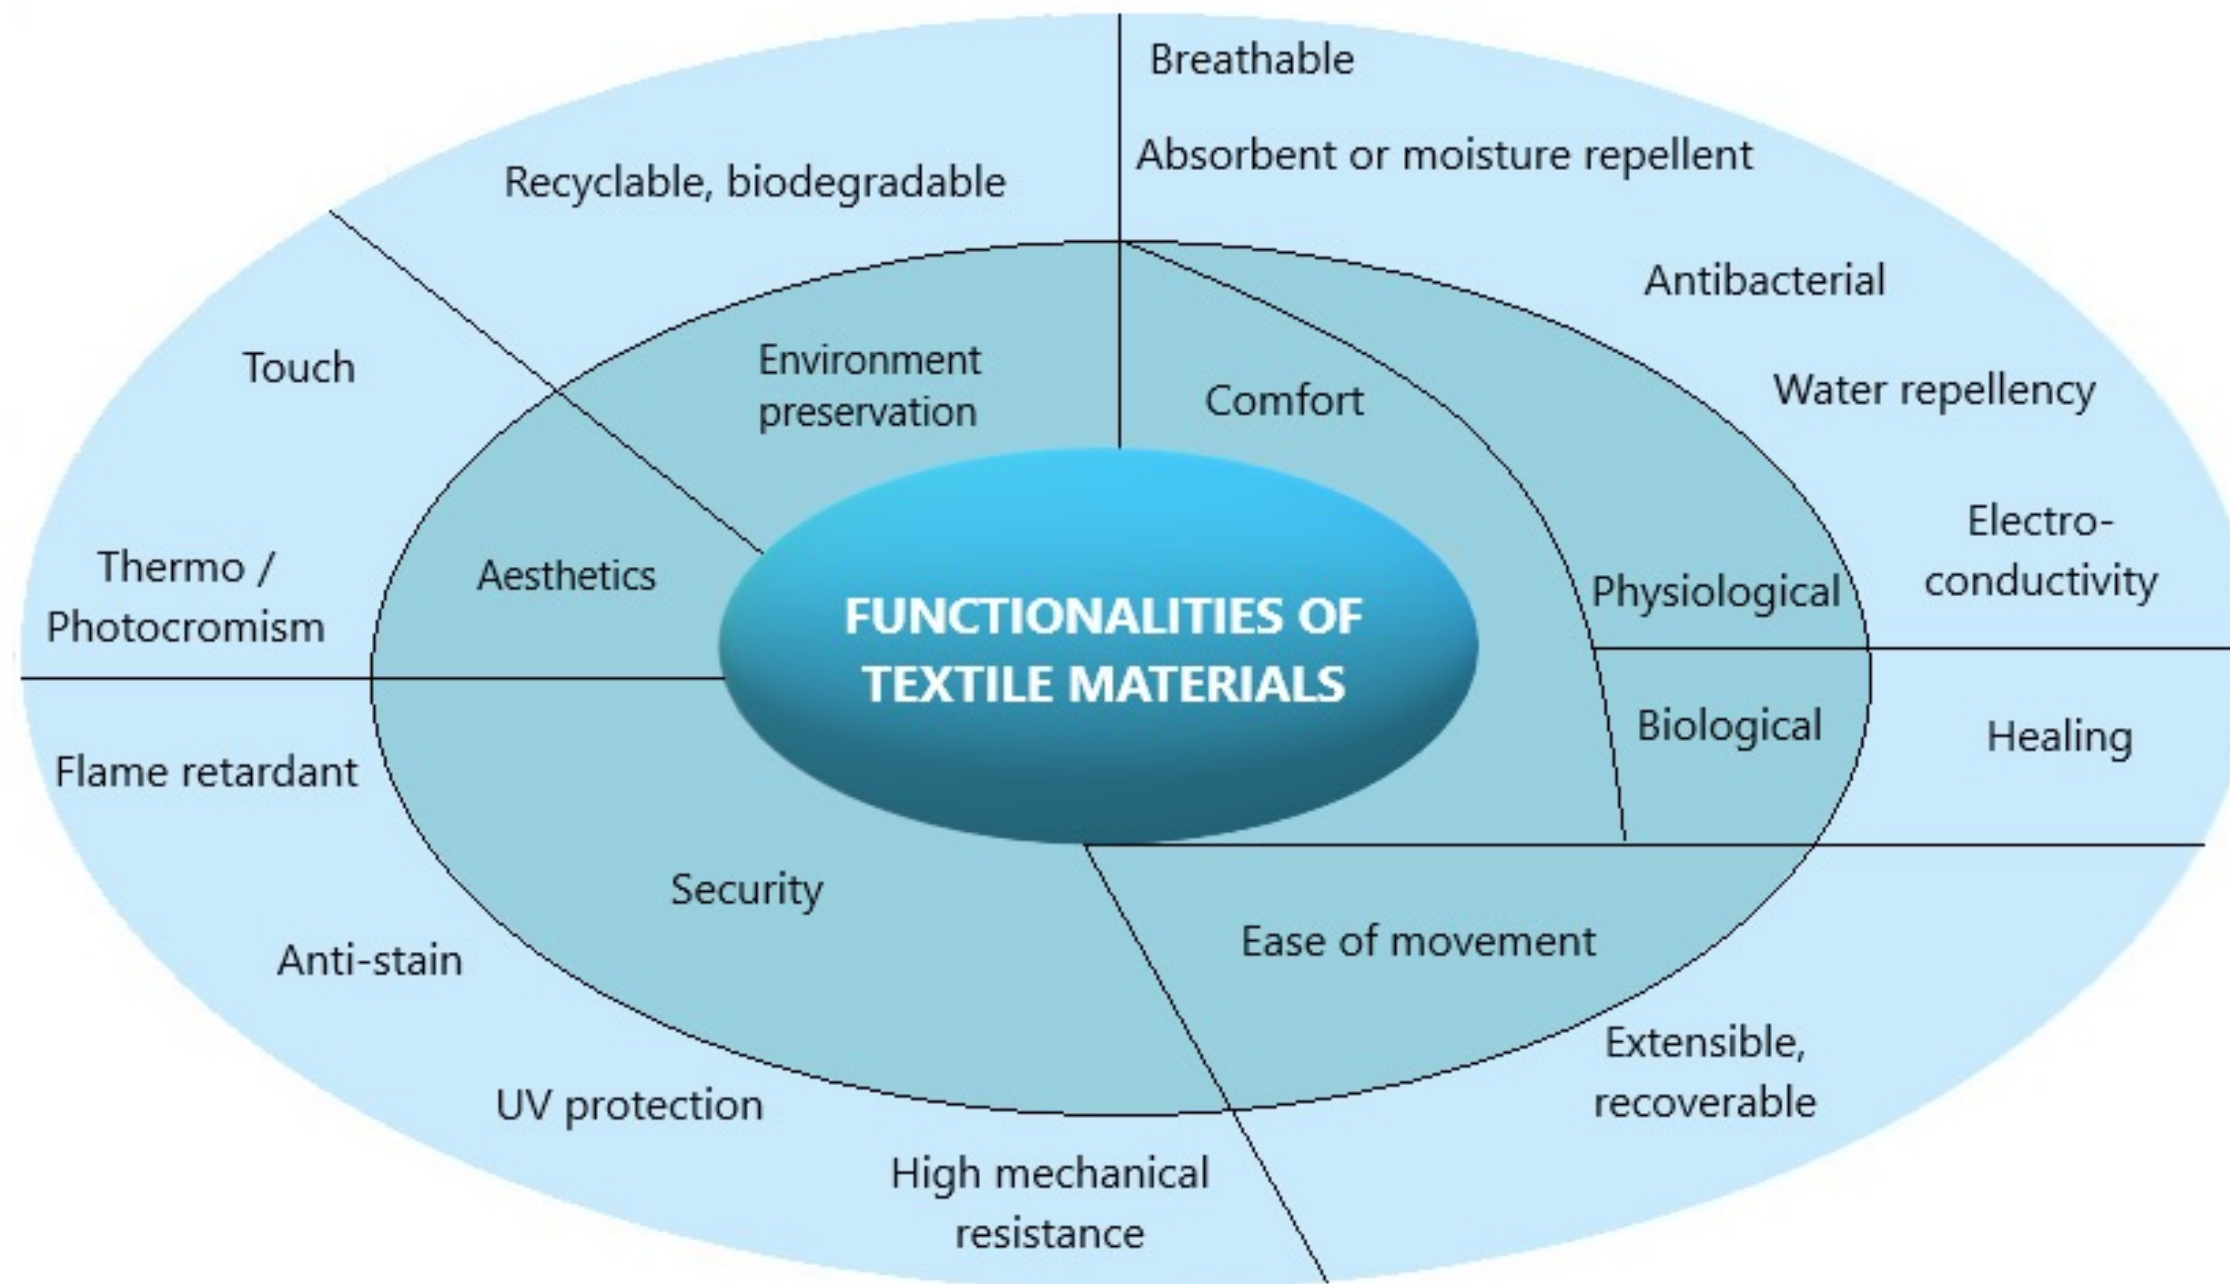 Breathable
Absorbent or moisture repellent
Recyclable, biodegradable
Antibacterial
Water repellency
Touch
Environment
preservation
Comfort
Electro-
conductivity
Thermo /
Photocromism
Aesthetics
Physiological
FUNCTIONALITIES OF
TEXTILE MATERIALS
Biological
Healing
Flame retardant
Security
Ease of movement
Anti-stain
Extensible,
recoverable
UV protection
High mechanical
resistance